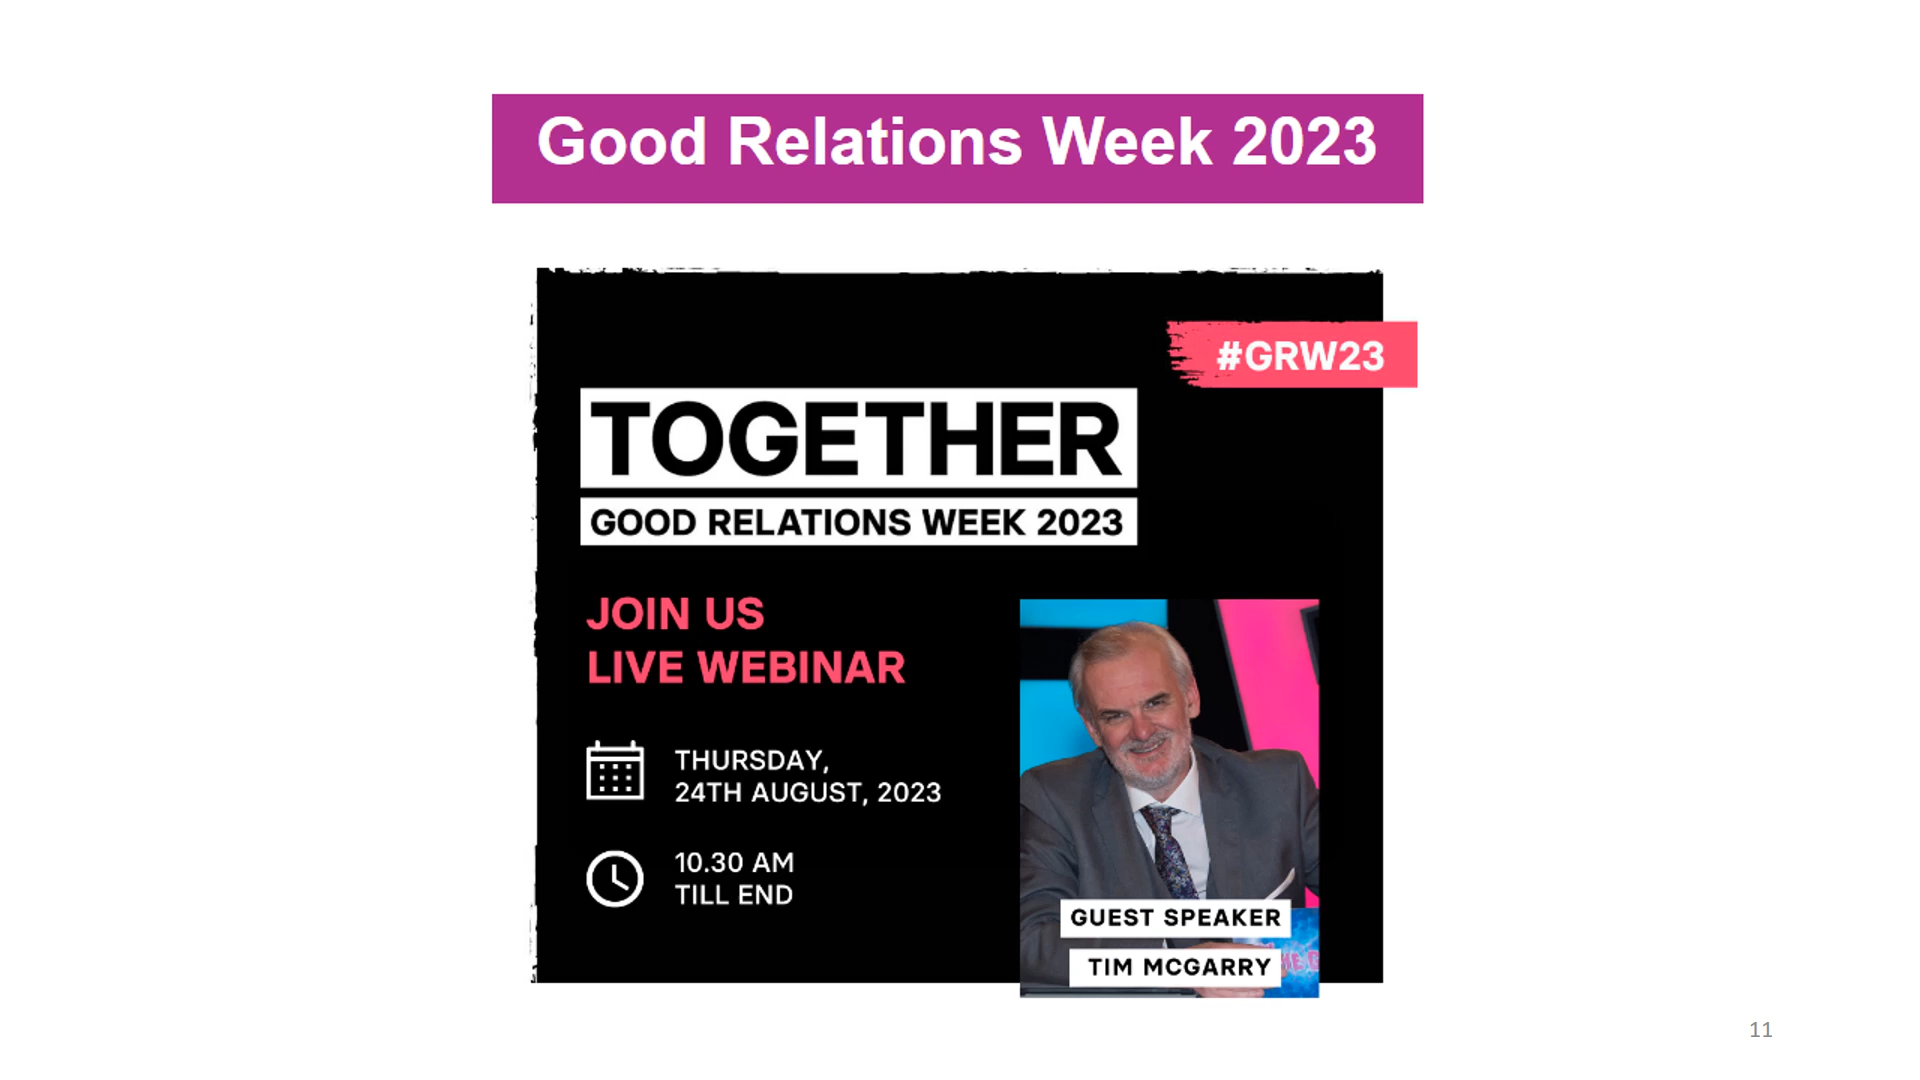 Good Relations Week 2023
#GRW23
TOGETHER
GOOD RELATIONS WEEK 2023
JOIN US
LIVE WEBINAR
THURSDAY,
24TH AUGUST, 2023
10.30 AM
TILL END
GUEST SPEAKER
TIM MCGARRY
11